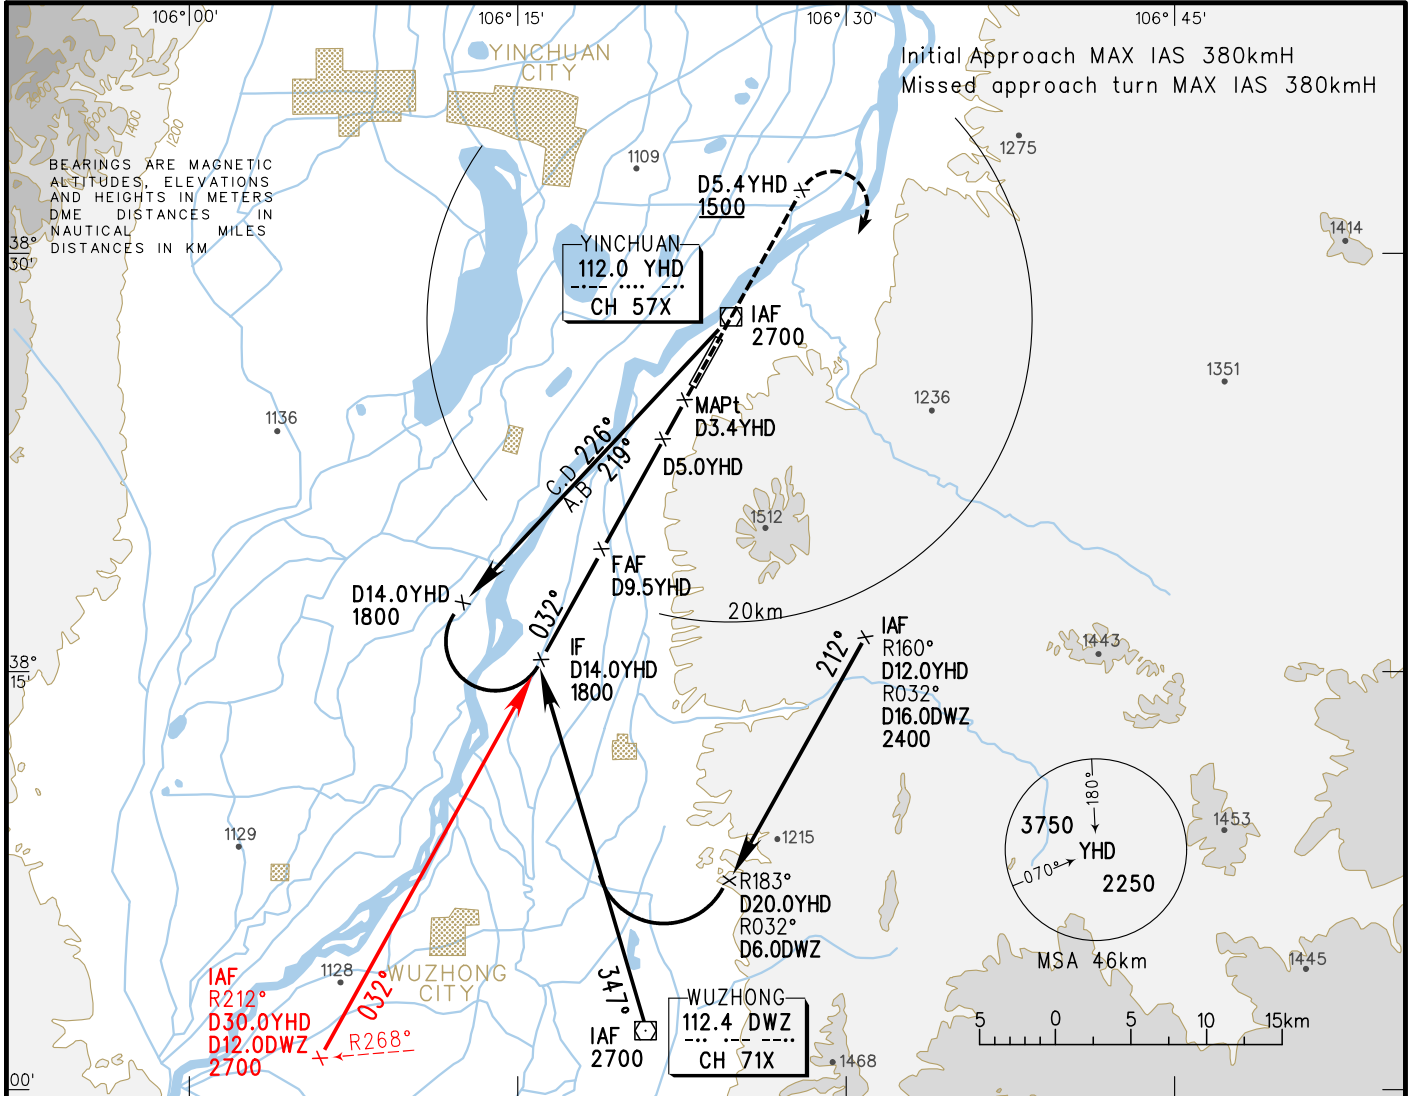 106°00'
106°15'
106°30'
106°45'
Initial Approach MAX IAS 380kmH
Missed approach turn MAX IAS 380kmH
YINCHUAN
CITY
1600
1400
1200
BEARINGS ARE MAGNETIC
ALTITUDES, ELEVATIONS
AND HEIGHTS IN METERS
DME DISTANCES IN
NAUTICAL MILES
DISTANCES IN KM
38°
30'
1109
1275
1414
D5.4YHD
1500
YINCHUAN
112.0 YHD
-.-- .... -..
CH 57X
IAF
2700
1136
1351
1236
MAPt
D3.4YHD
D5.0YHD
C.D 226°
A.B 219°
1512
FAF
D9.5YHD
D14.0YHD
1800
032°
20km
IF
D14.0YHD
1800
38°
15'
212°
IAF
R160°
D12.0YHD
R032°
D16.0DWZ
2400
1443
1129
1215
1453
180°
3750
YHD
070°
2250
MSA 46km
R183°
D20.0YHD
R032°
D6.0DWZ
1128
WUZHONG
CITY
1445
IAF
R212°
D30.0YHD
D12.0DWZ
2700
032°
R268°
347°
IAF
2700
WUZHONG
112.4 DWZ
-.. .-- --..
CH 71X
1468
5 0 5 10 15km
00'